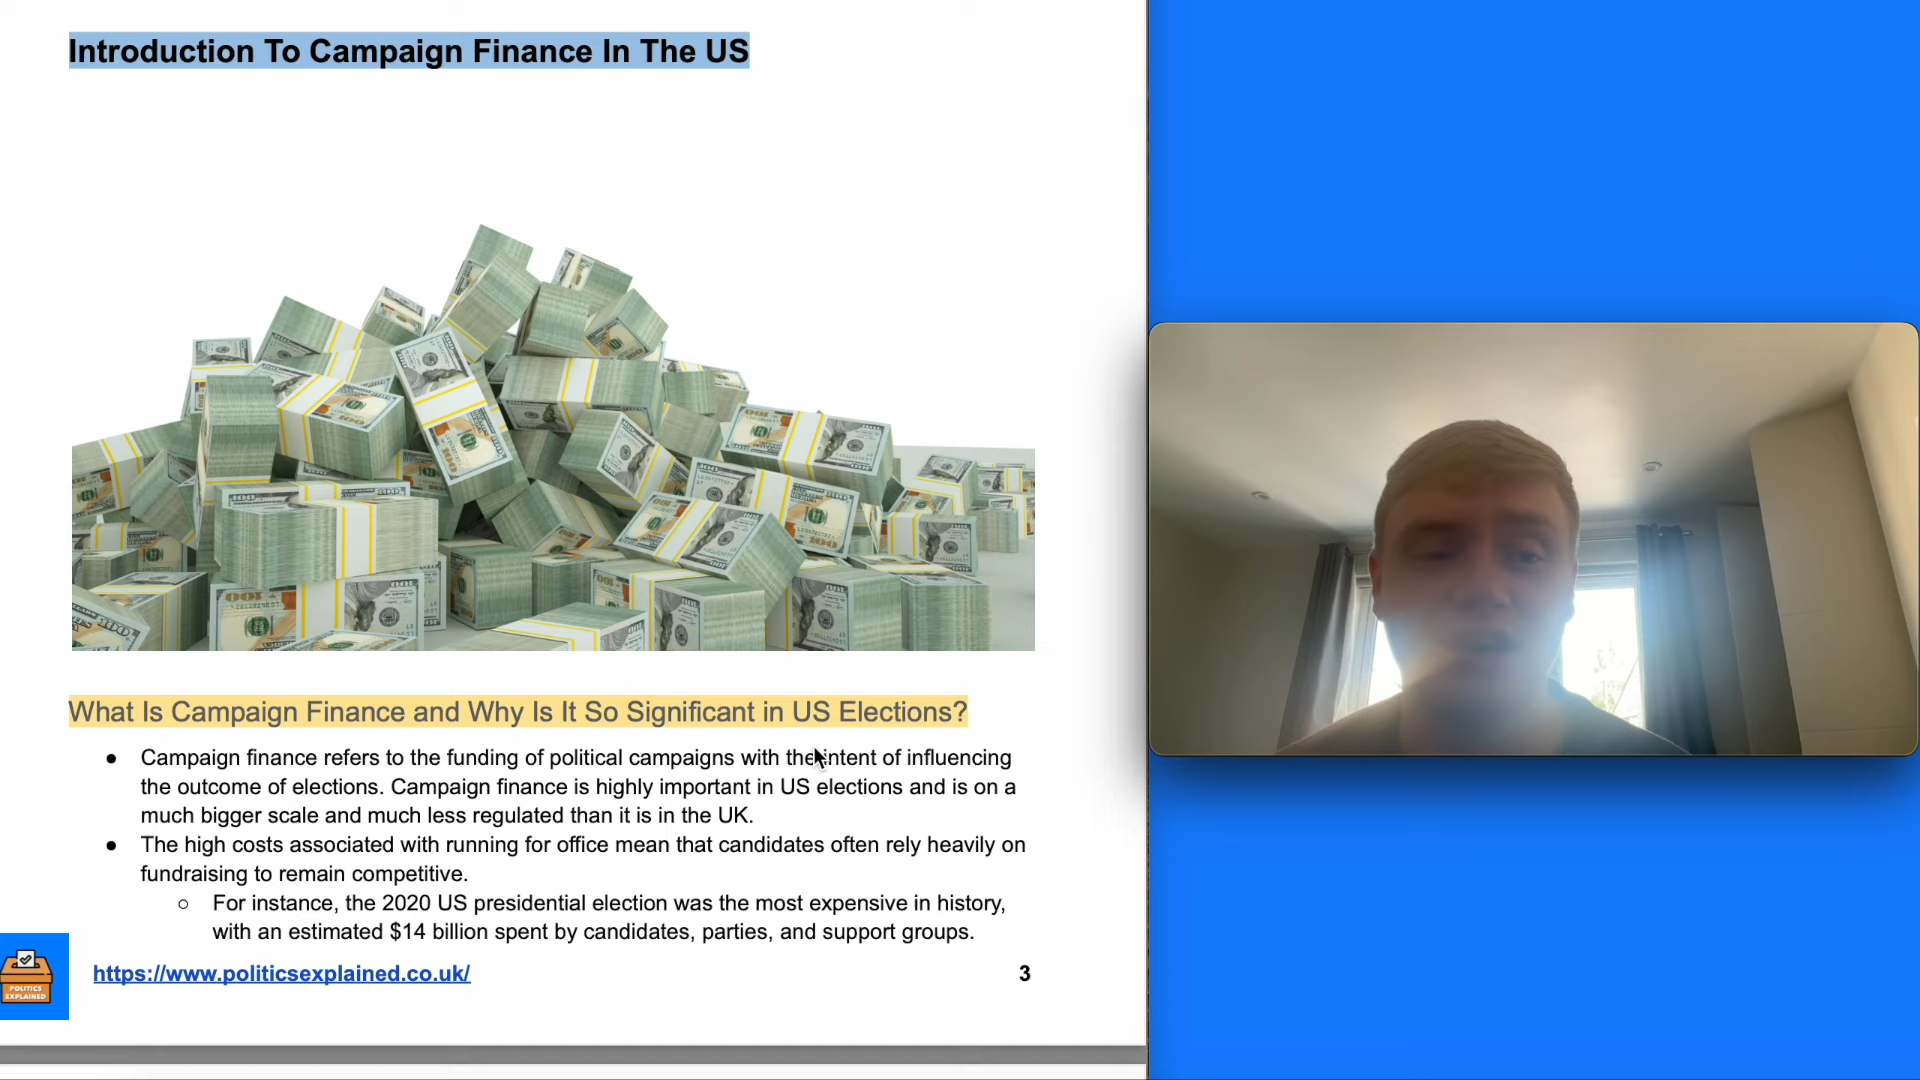 Introduction To Campaign Finance In The US
What Is Campaign Finance and Why Is It So Significant in US Elections?
● Campaign finance refers to the funding of political campaigns with the intent of influencing
the outcome of elections. Campaign finance is highly important in US elections and is on a
much bigger scale and much less regulated than it is in the UK.
● The high costs associated with running for office mean that candidates often rely heavily on
fundraising to remain competitive.
○ For instance, the 2020 US presidential election was the most expensive in history,
with an estimated $14 billion spent by candidates, parties, and support groups.
POLITICS
EXPLAINED
https://www.politicsexplained.co.uk/
3